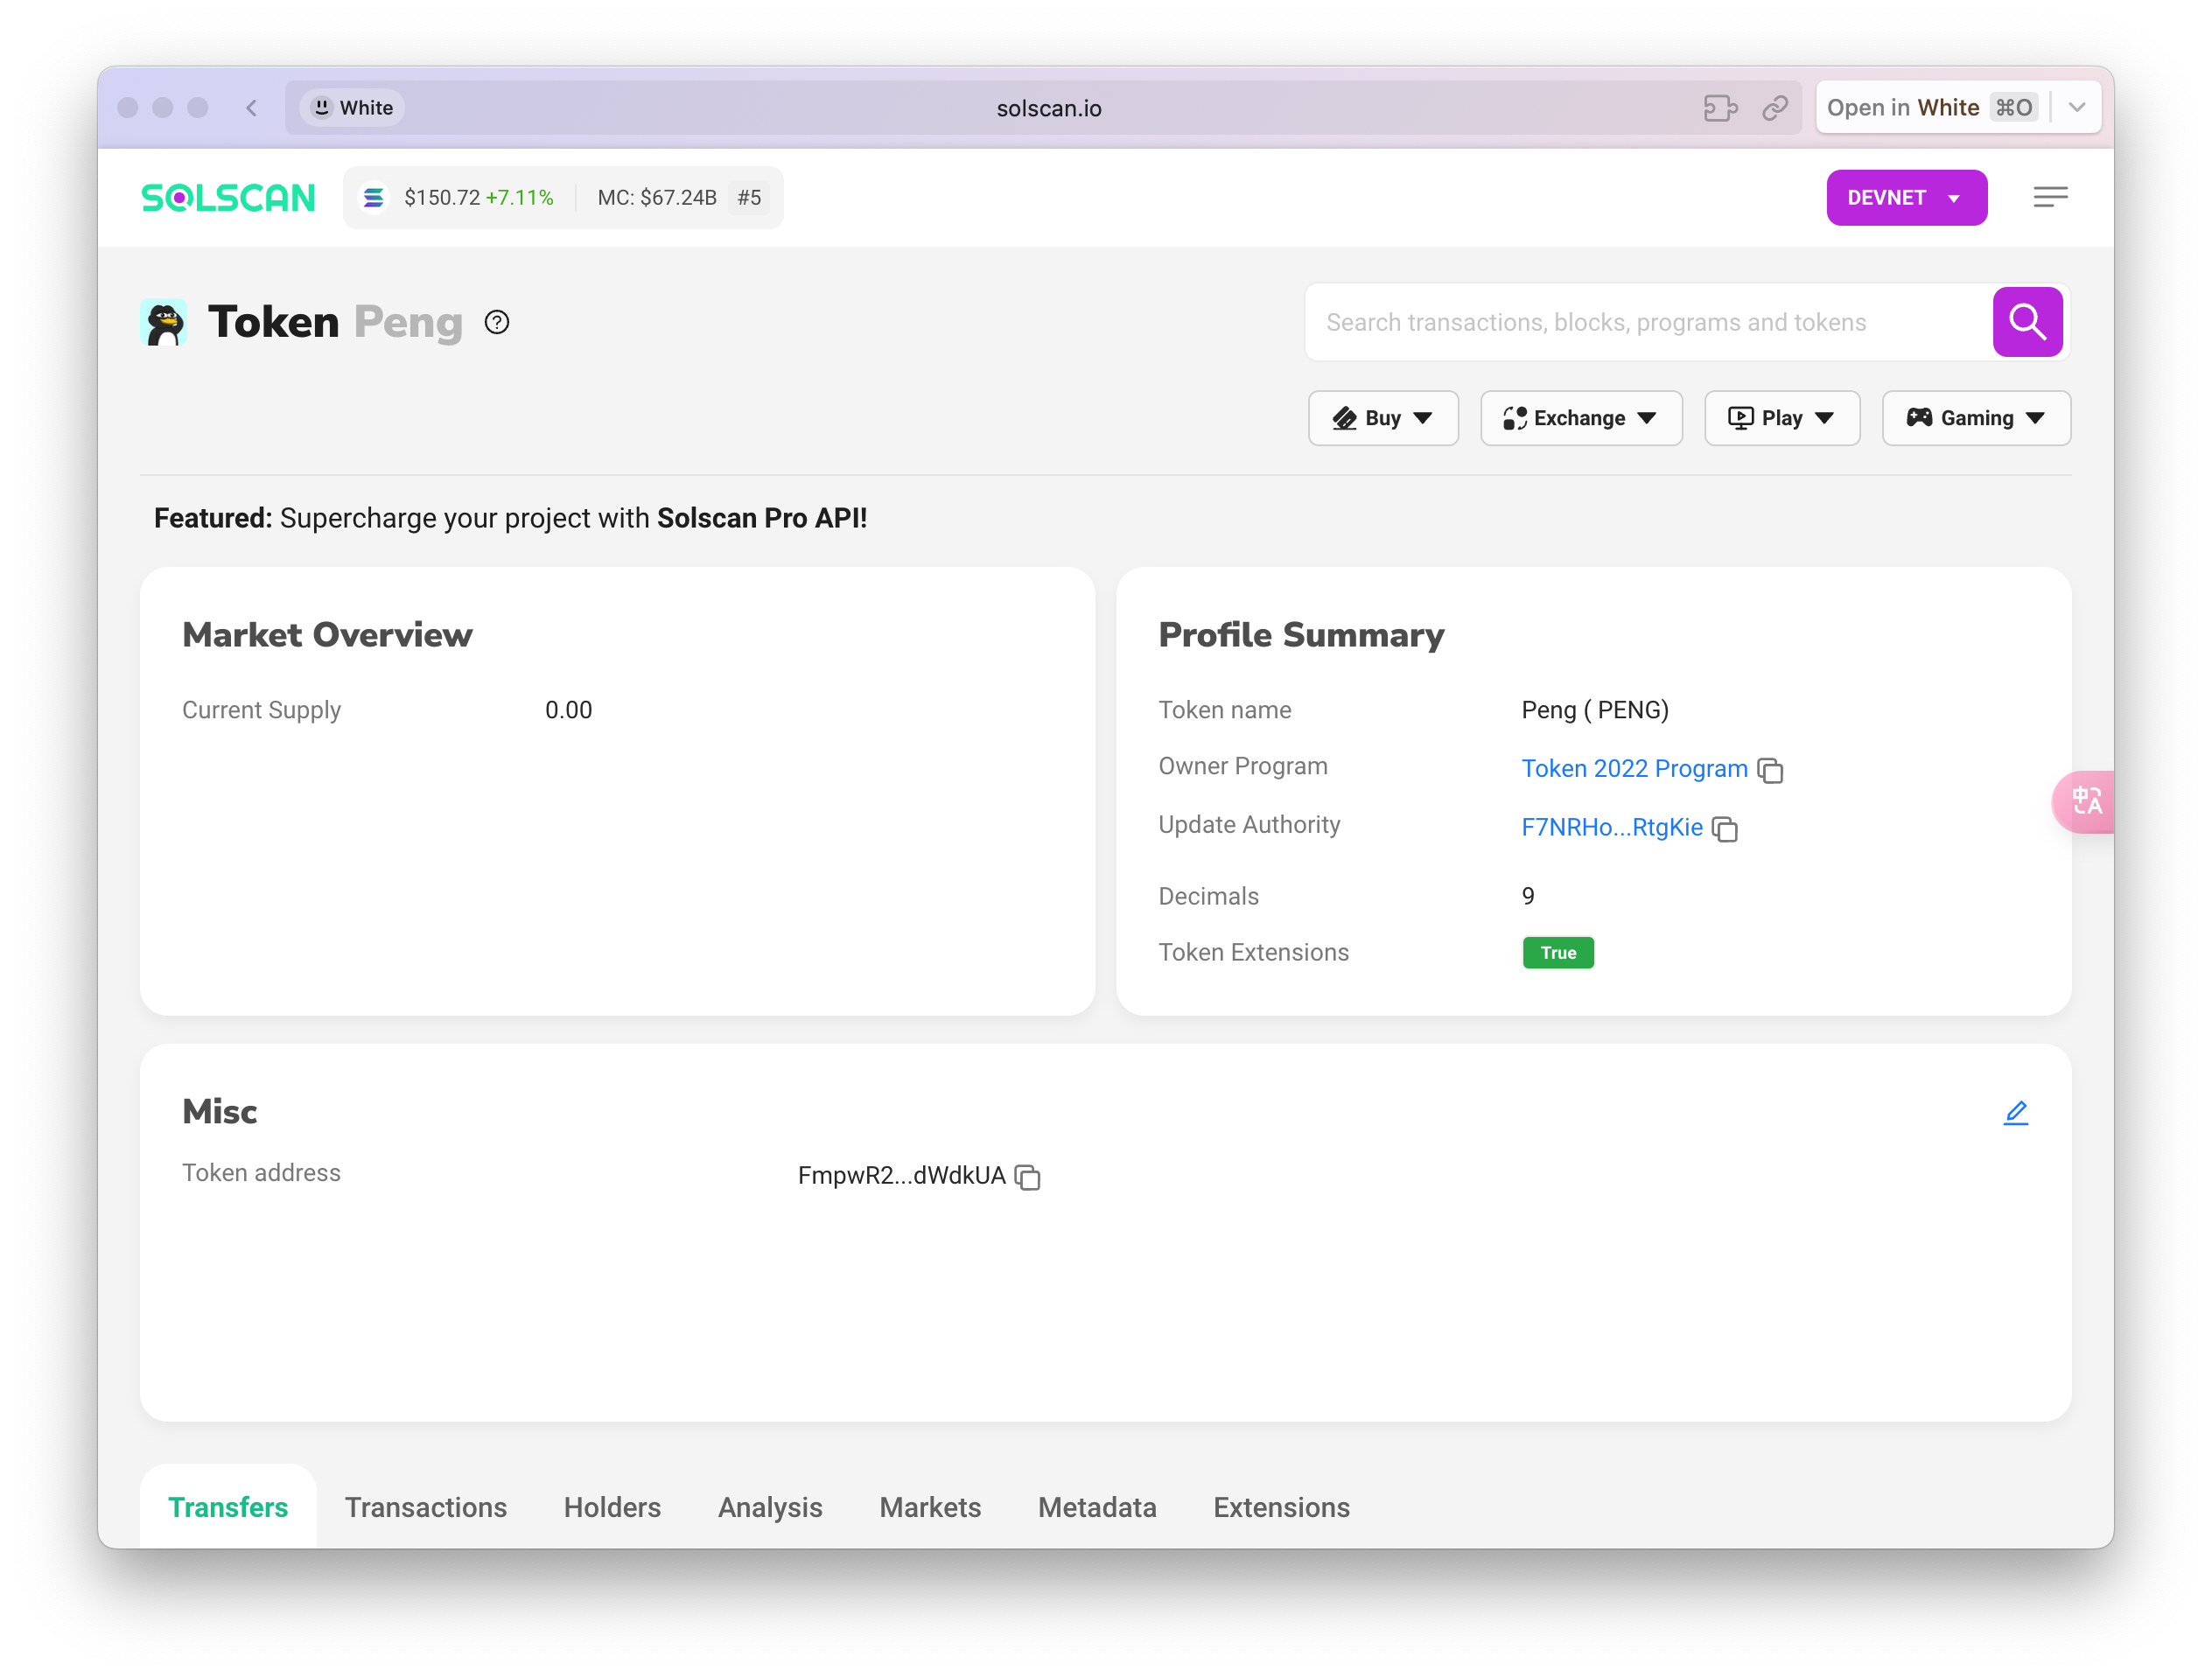 White
solscan.io
Open in White ⌘O
SOLSCAN
$150.72 +7.11%
MC: $67.24B #5
DEVNET
Token Peng
Search transactions, blocks, programs and tokens
Buy
Exchange
Play
Gaming
Featured: Supercharge your project with Solscan Pro API!
Market Overview
Current Supply 0.00
Profile Summary
Token name Peng ( PENG)
Owner Program Token 2022 Program
Update Authority F7NRHo...RtgKie
Decimals 9
Token Extensions True
中A
Misc
Token address FmpwR2...dWdkUA
Transfers Transactions Holders Analysis Markets Metadata Extensions